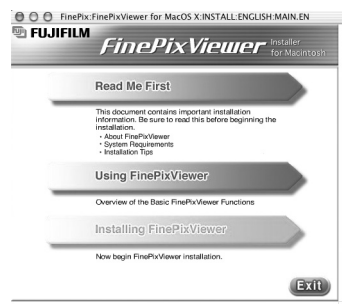 FinePix:FinePixViewer for MacOS X:INSTALL:ENGLISH:MAIN.EN
FUJIFILM
FinePixViewer Installer
for Macintosh
Read Me First
This document contains important installation
information. Be sure to read this before beginning the
installation.
• About FinePixViewer
• System Requirements
• Installation Tips
Using FinePixViewer
Overview of the Basic FinePixViewer Functions
Installing FinePixViewer
Now begin FinePixViewer installation.
Exit